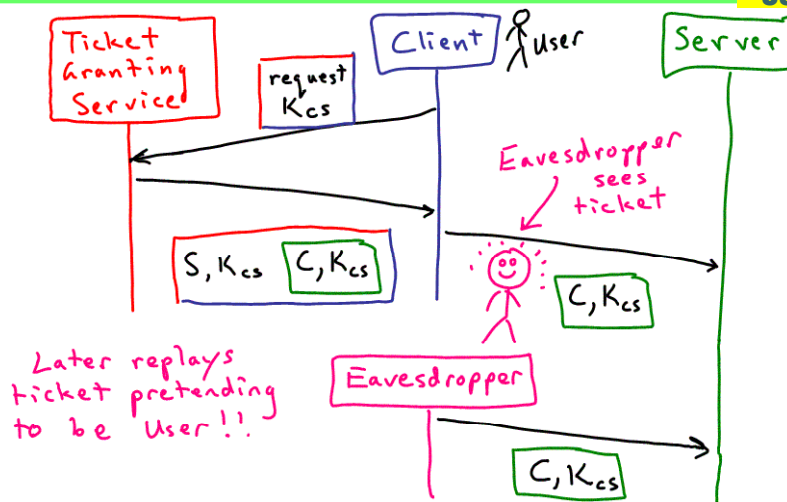 Ticket
Granting
Service
Client
User
Server
request
Kcs
Eavesdropper
sees
ticket
S, Kcs
C, Kcs
C, Kcs
Later replays
ticket pretending
to be user!!
Eavesdropper
C, Kcs